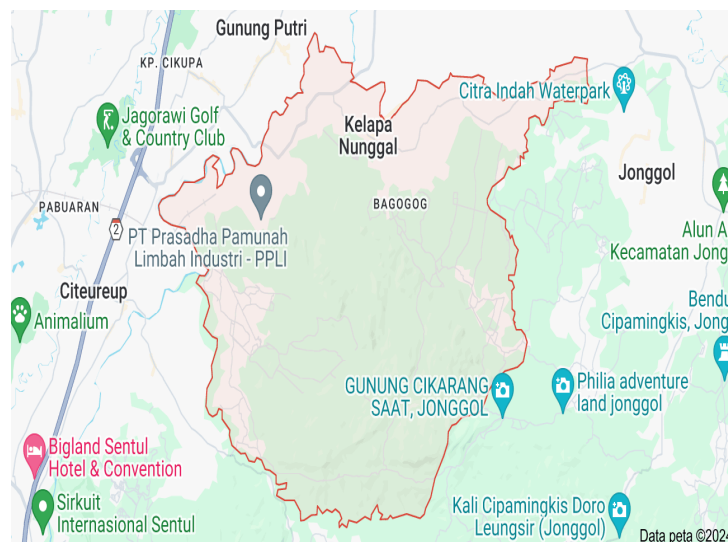 Gunung Putri
KP. CIKUPA
Citra Indah Waterpark
Jagorawi Golf
& Country Club
Kelapa
Nunggal
Jonggol
PABUARAN
BAGOGOG
2
PT Prasadha Pamunah
Limbah Industri - PPLI
Alun A
Kecamatan Jong
Citeureup
Animalium
Bendu
Cipamingkis, Jong
GUNUNG CIKARANG
SAAT, JONGGOL
Philia adventure
land jonggol
Bigland Sentul
Hotel & Convention
Sirkuit
Internasional Sentul
Kali Cipamingkis Doro
Leungsir (Jonggol)
Data peta ©2024